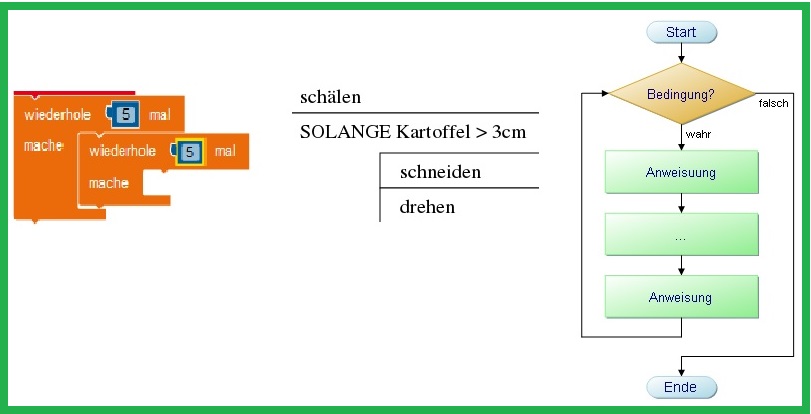 wiederhole 5 mal
mache
wiederhole 5 mal
mache
schälen
SOLANGE Kartoffel > 3cm
schneiden
drehen
Start
Bedingung?
falsch
wahr
Anweisuung
...
Anweisung
Ende